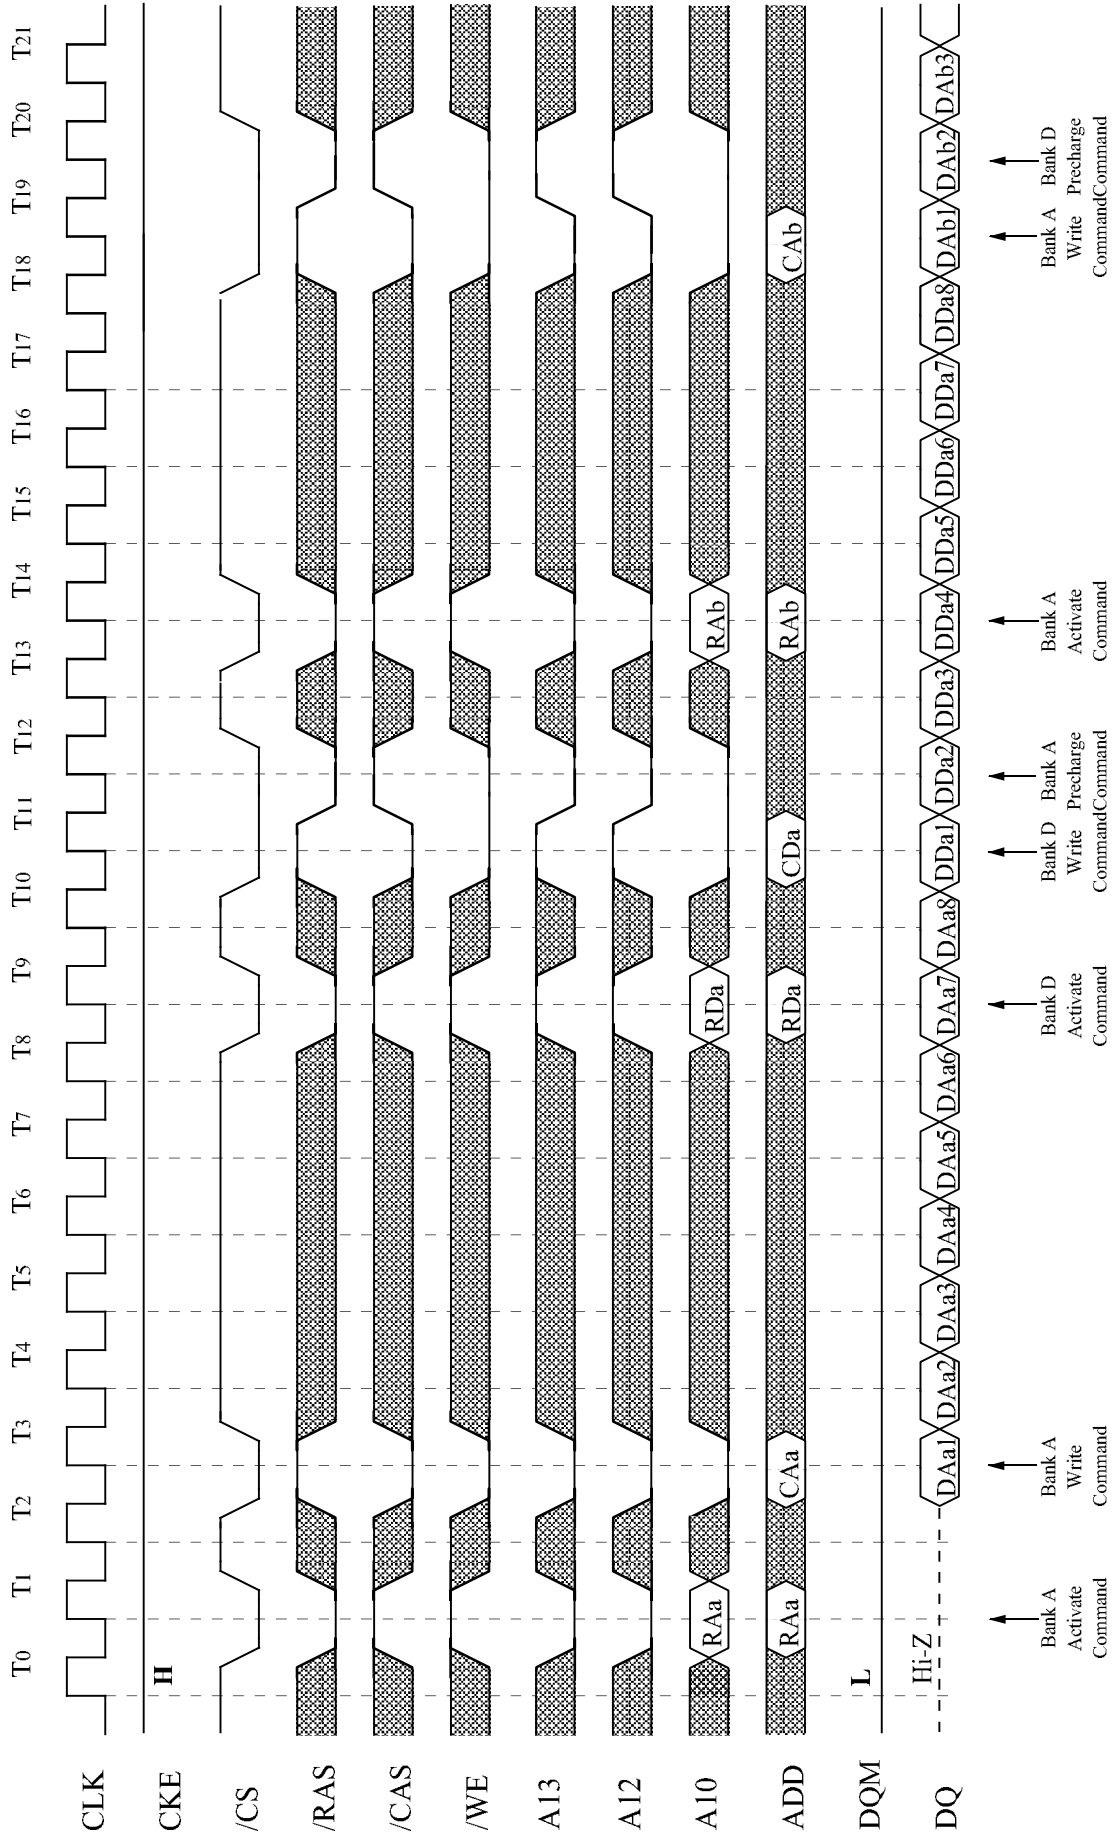 T0 T1 T2 T3 T4 T5 T6 T7 T8 T9 T10 T11 T12 T13 T14 T15 T16 T17 T18 T19 T20 T21
CLK
CKE H
/CS
/RAS
/CAS
/WE
A13
A12
A10 RAa RDa RAb
ADD RAa CAa RDa CDa RAb CAb
DQM L
DQ Hi-Z DAa1 DAa2 DAa3 DAa4 DAa5 DAa6 DAa7 DAa8 DDa1 DDa2 DDa3 DDa4 DDa5 DDa6 DDa7 DDa8 DAb1 DAb2 DAb3
Bank A
Activate
Command
Bank A
Write
Command
Bank D
Activate
Command
Bank D
Write
Command
Bank A
Precharge
Command
Bank A
Activate
Command
Bank A
Write
Command
Bank D
Precharge
Command